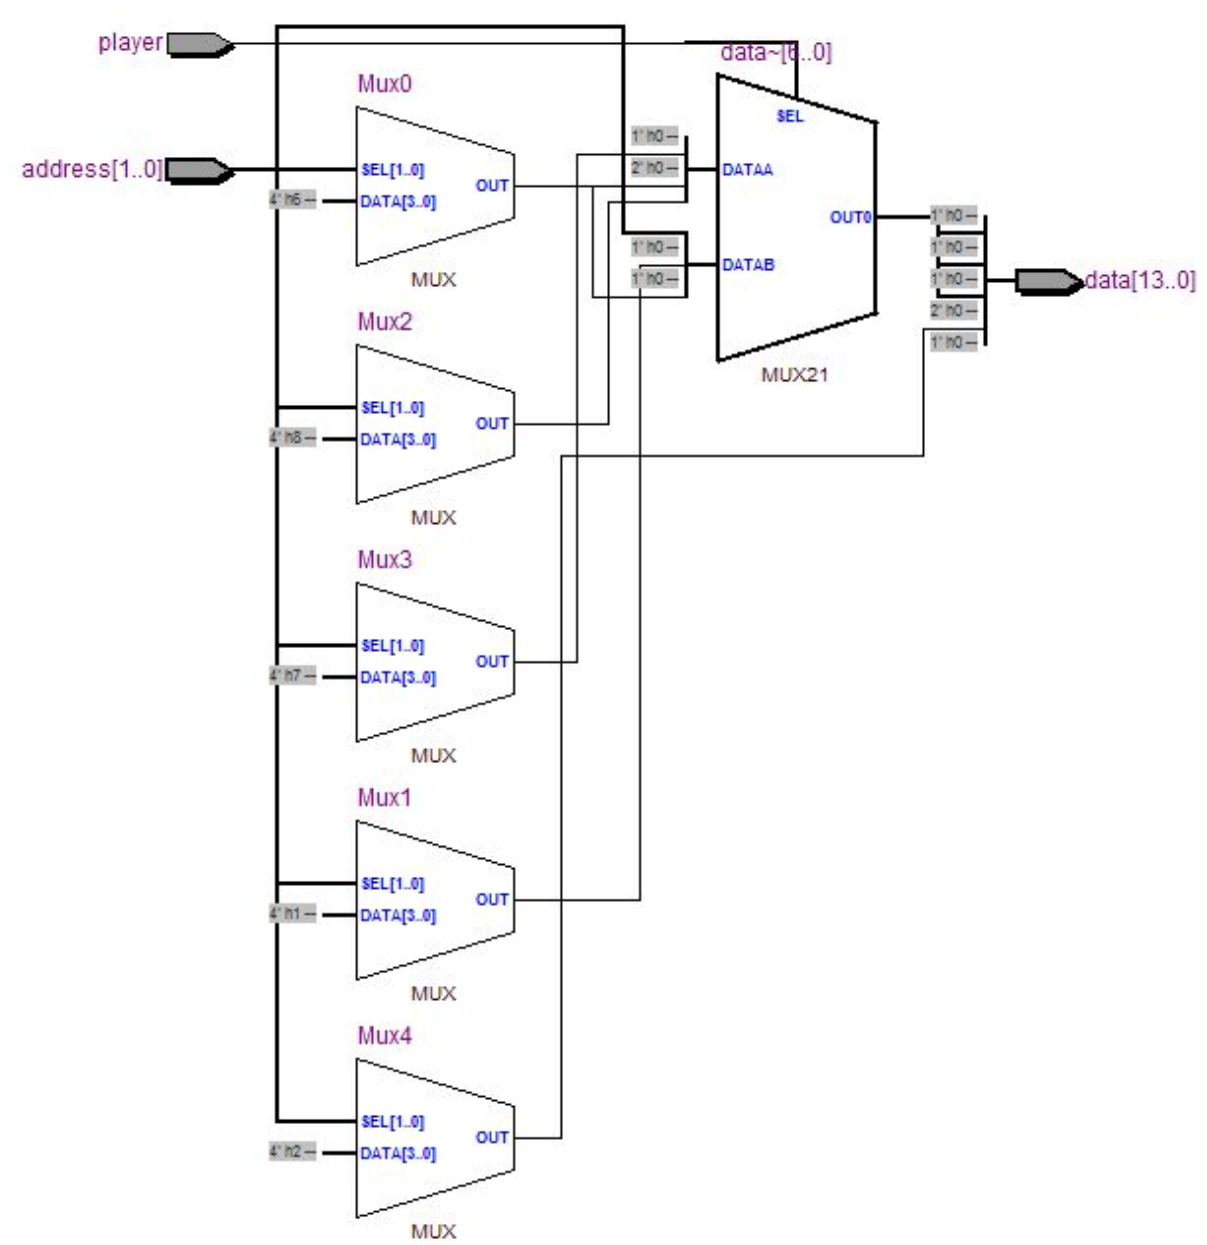 player
data~[6..0]
Mux0
SEL
1' h0
address[1..0]
SEL[1..0]
2' h0
DATAA
OUT
4' h6
DATA[3..0]
OUT0
1' h0
1' h0
1' h0
DATAB
1' h0
1' h0
data[13..0]
MUX
2' h0
Mux2
1' h0
MUX21
SEL[1..0]
OUT
4' h8
DATA[3..0]
MUX
Mux3
SEL[1..0]
OUT
4' h7
DATA[3..0]
MUX
Mux1
SEL[1..0]
OUT
4' h1
DATA[3..0]
MUX
Mux4
SEL[1..0]
OUT
4' h2
DATA[3..0]
MUX